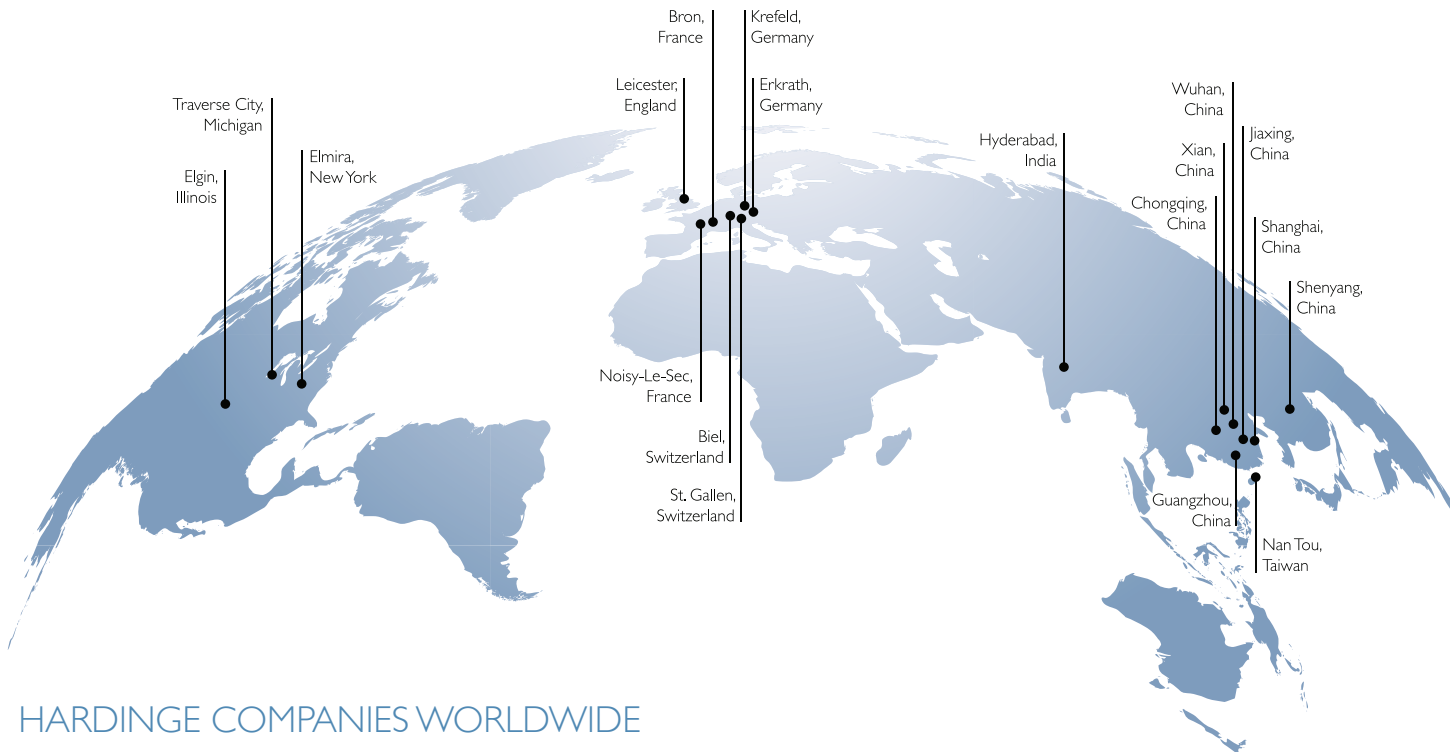 Bron,
France
Krefeld,
Germany
Leicester,
England
Erkrath,
Germany
Traverse City,
Michigan
Elmira,
New York
Elgin,
Illinois
Hyderabad,
India
Wuhan,
China
Jiaxing,
China
Xian,
China
Chongqing,
China
Shanghai,
China
Shenyang,
China
Noisy-Le-Sec,
France
Biel,
Switzerland
St. Gallen,
Switzerland
Guangzhou,
China
Nan Tou,
Taiwan
HARDINGE COMPANIES WORLDWIDE